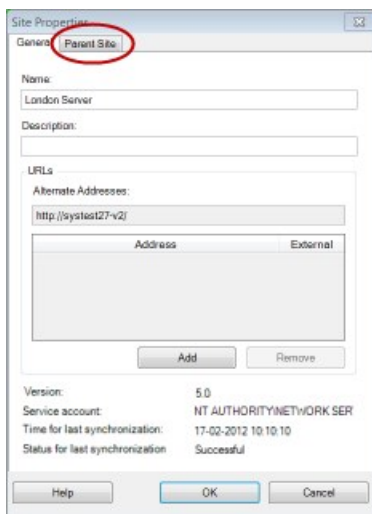 Site Properties
General Parent Site
Name:
London Server
Description:
URLs
Alternate Addresses:
http://systest27-v2/
Address External
Add Remove
Version: 5.0
Service account: NT AUTHORITY\NETWORK SER
Time for last synchronization: 17-02-2012 10:10:10
Status for last synchronization Successful
Help OK Cancel